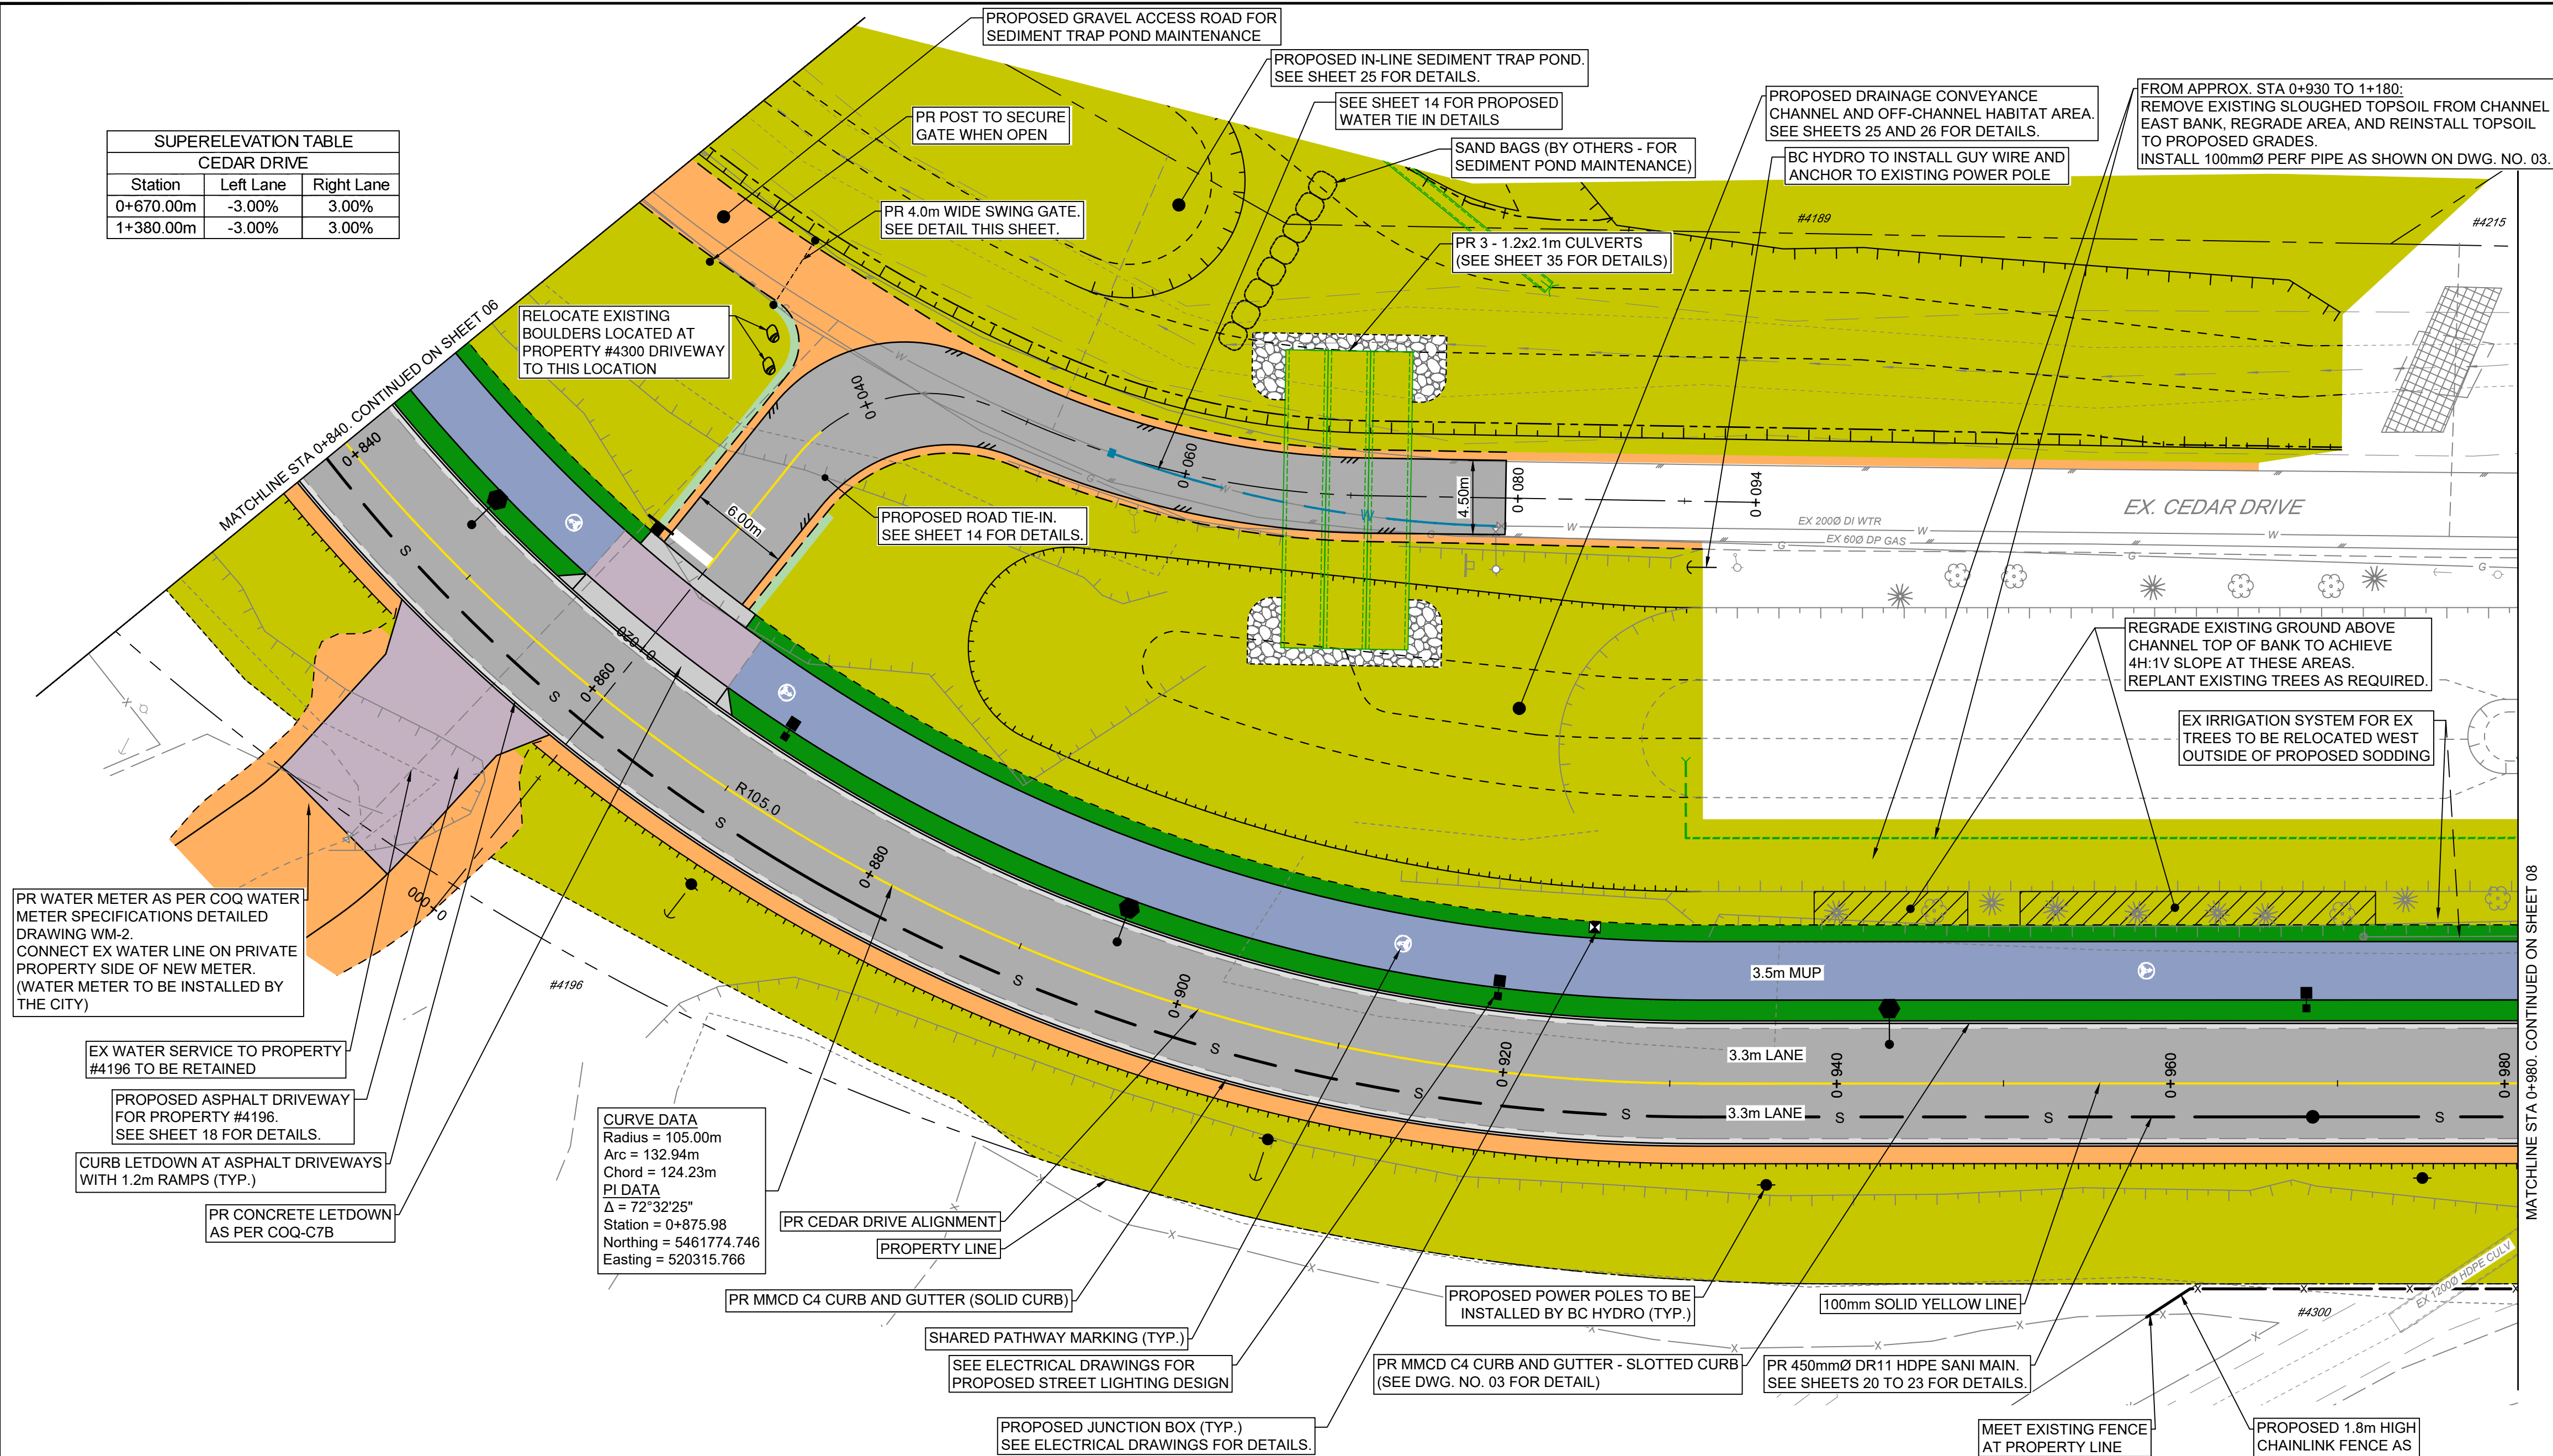 PROPOSED GRAVEL ACCESS ROAD FOR
SEDIMENT TRAP POND MAINTENANCE
PROPOSED IN-LINE SEDIMENT TRAP POND.
SEE SHEET 25 FOR DETAILS.
SEE SHEET 14 FOR PROPOSED
WATER TIE IN DETAILS
PROPOSED DRAINAGE CONVEYANCE
CHANNEL AND OFF-CHANNEL HABITAT AREA.
SEE SHEETS 25 AND 26 FOR DETAILS.
FROM APPROX. STA 0+930 TO 1+180:
REMOVE EXISTING SLOUGHED TOPSOIL FROM CHANNEL
EAST BANK, REGRADE AREA, AND REINSTALL TOPSOIL
TO PROPOSED GRADES.
INSTALL 100mmØ PERF PIPE AS SHOWN ON DWG. NO. 03.
SUPERELEVATION TABLE
CEDAR DRIVE
Station Left Lane Right Lane
0+670.00m -3.00% 3.00%
1+380.00m -3.00% 3.00%
PR POST TO SECURE
GATE WHEN OPEN
SAND BAGS (BY OTHERS - FOR
SEDIMENT POND MAINTENANCE)
BC HYDRO TO INSTALL GUY WIRE AND
ANCHOR TO EXISTING POWER POLE
PR 4.0m WIDE SWING GATE.
SEE DETAIL THIS SHEET.
#4189
#4215
PR 3 - 1.2x2.1m CULVERTS
(SEE SHEET 35 FOR DETAILS)
RELOCATE EXISTING
BOULDERS LOCATED AT
PROPERTY #4300 DRIVEWAY
TO THIS LOCATION
MATCHLINE STA 0+840. CONTINUED ON SHEET 06
0+840
0+040
0+060
0+080
0+094
4.50m
6.00m
W
W
W
W
G
G
W
W
G
G
G
EX. CEDAR DRIVE
EX 200Ø DI WTR
EX 60Ø DP GAS
PROPOSED ROAD TIE-IN.
SEE SHEET 14 FOR DETAILS.
0+020
0+860
REGRADE EXISTING GROUND ABOVE
CHANNEL TOP OF BANK TO ACHIEVE
4H:1V SLOPE AT THESE AREAS.
REPLANT EXISTING TREES AS REQUIRED.
EX IRRIGATION SYSTEM FOR EX
TREES TO BE RELOCATED WEST
OUTSIDE OF PROPOSED SODDING
R105.0
0+880
0+000
PR WATER METER AS PER COQ WATER
METER SPECIFICATIONS DETAILED
DRAWING WM-2.
CONNECT EX WATER LINE ON PRIVATE
PROPERTY SIDE OF NEW METER.
(WATER METER TO BE INSTALLED BY
THE CITY)
#4196
0+900
3.5m MUP
0+920
3.3m LANE
3.3m LANE
0+940
0+960
0+980
S
S
S
S
S
S
S
S
S
S
MATCHLINE STA 0+980. CONTINUED ON SHEET 08
EX WATER SERVICE TO PROPERTY
#4196 TO BE RETAINED
PROPOSED ASPHALT DRIVEWAY
FOR PROPERTY #4196.
SEE SHEET 18 FOR DETAILS.
CURB LETDOWN AT ASPHALT DRIVEWAYS
WITH 1.2m RAMPS (TYP.)
PR CONCRETE LETDOWN
AS PER COQ-C7B
CURVE DATA
Radius = 105.00m
Arc = 132.94m
Chord = 124.23m
PI DATA
Δ = 72°32'25"
Station = 0+875.98
Northing = 5461774.746
Easting = 520315.766
PR CEDAR DRIVE ALIGNMENT
PROPERTY LINE
PR MMCD C4 CURB AND GUTTER (SOLID CURB)
SHARED PATHWAY MARKING (TYP.)
SEE ELECTRICAL DRAWINGS FOR
PROPOSED STREET LIGHTING DESIGN
PROPOSED JUNCTION BOX (TYP.)
SEE ELECTRICAL DRAWINGS FOR DETAILS.
PROPOSED POWER POLES TO BE
INSTALLED BY BC HYDRO (TYP.)
PR MMCD C4 CURB AND GUTTER - SLOTTED CURB
(SEE DWG. NO. 03 FOR DETAIL)
100mm SOLID YELLOW LINE
PR 450mmØ DR11 HDPE SANI MAIN.
SEE SHEETS 20 TO 23 FOR DETAILS.
EX 1200Ø HDPE CULV
#4300
MEET EXISTING FENCE
AT PROPERTY LINE
PROPOSED 1.8m HIGH
CHAINLINK FENCE AS